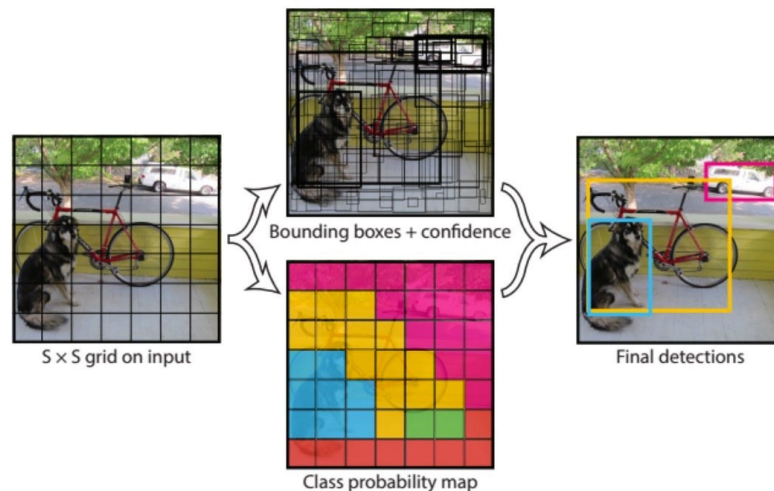 Bounding boxes + confidence
S × S grid on input
Final detections
Class probability map